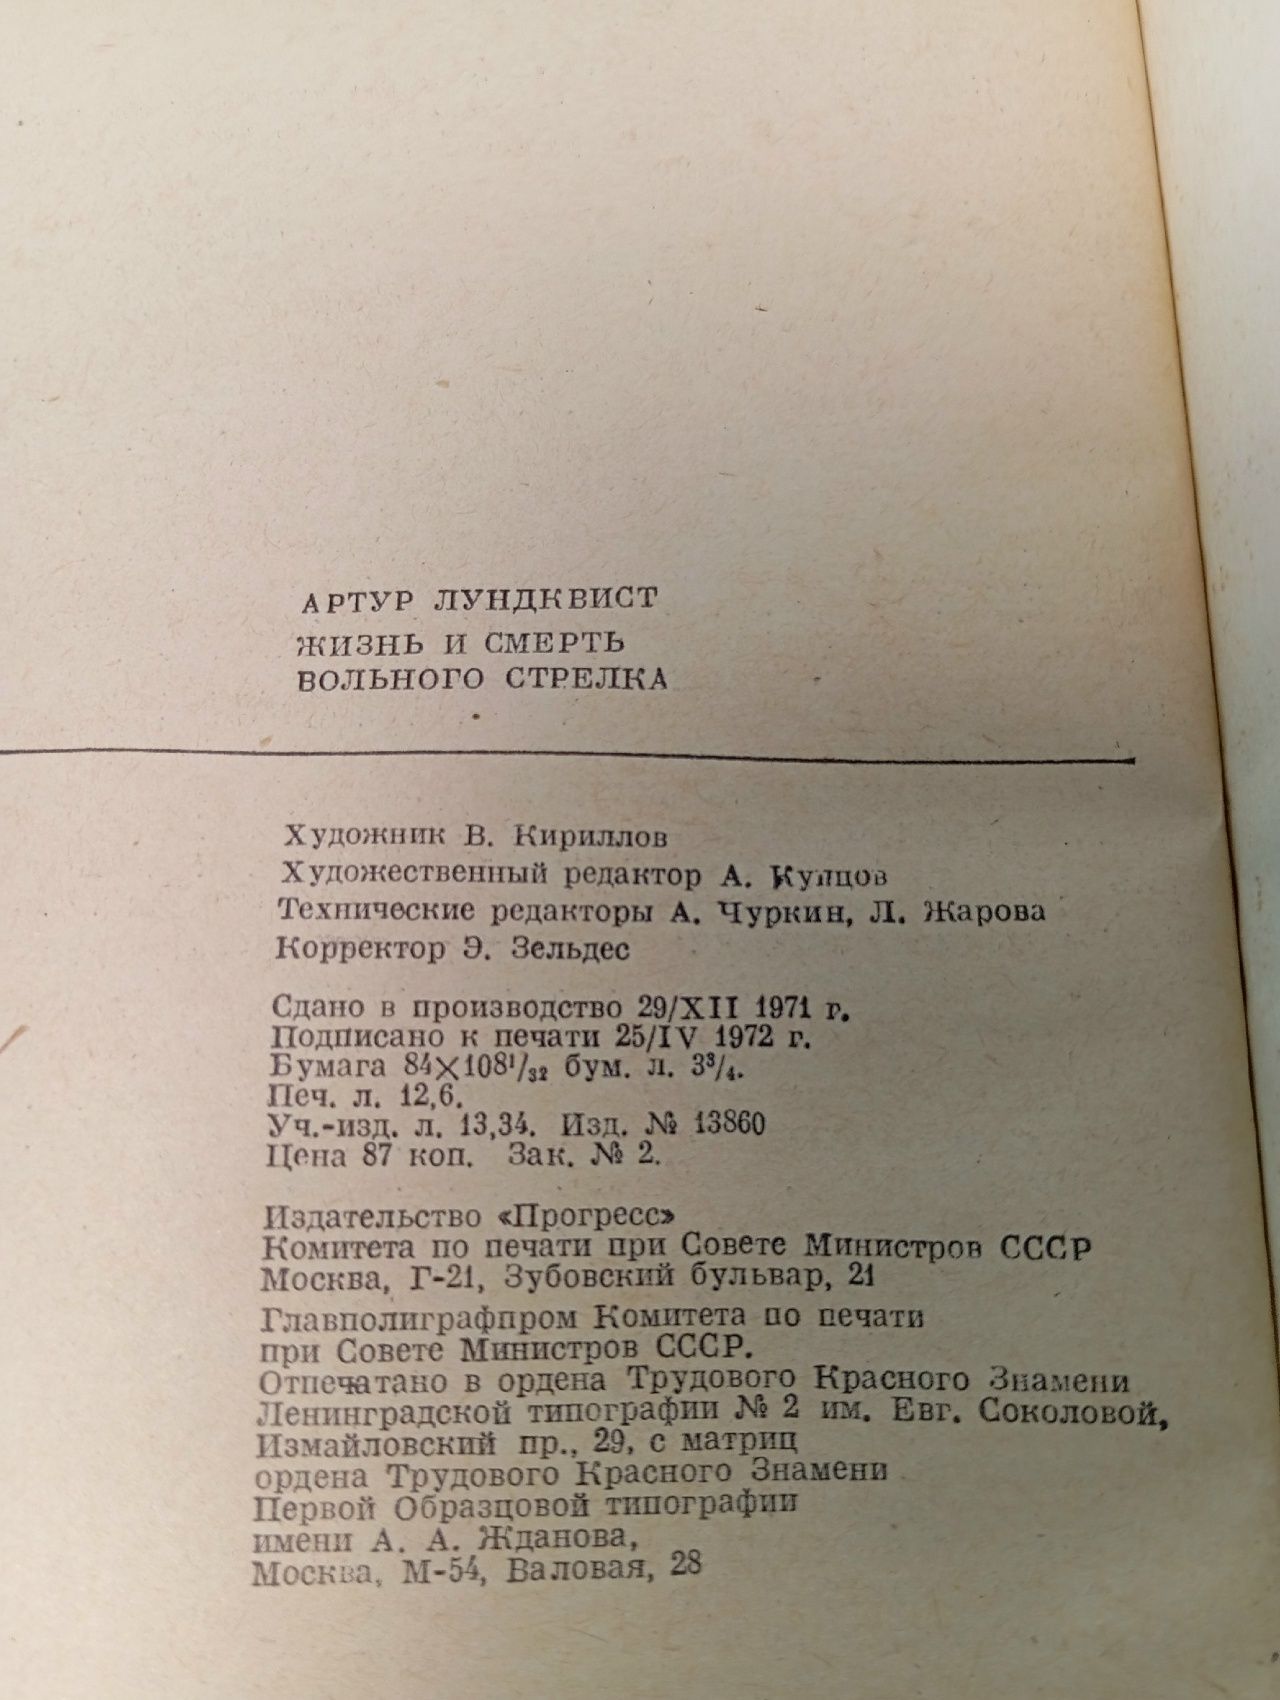 АРТУР ЛУНДКВИСТ
ЖИЗНЬ И СМЕРТЬ
ВОЛЬНОГО СТРЕЛКА
Художник В. Кириллов
Художественный редактор А. Купцов
Технические редакторы А. Чуркин, Л. Жарова
Корректор Э. Зельдес
Сдано в производство 29/XII 1971 г.
Подписано к печати 25/IV 1972 г.
Бумага 84×108¹/₃₂ бум. л. 3³/₄.
Печ. л. 12,6.
Уч.-изд. л. 13,34. Изд. № 13860
Цена 87 коп. Зак. № 2.
Издательство «Прогресс»
Комитета по печати при Совете Министров СССР
Москва, Г-21, Зубовский бульвар, 21
Главполиграфпром Комитета по печати
при Совете Министров СССР.
Отпечатано в ордена Трудового Красного Знамени
Ленинградской типографии № 2 им. Евг. Соколовой,
Измайловский пр., 29, с матриц
ордена Трудового Красного Знамени
Первой Образцовой типографии
имени А. А. Жданова,
Москва, М-54, Валовая, 28